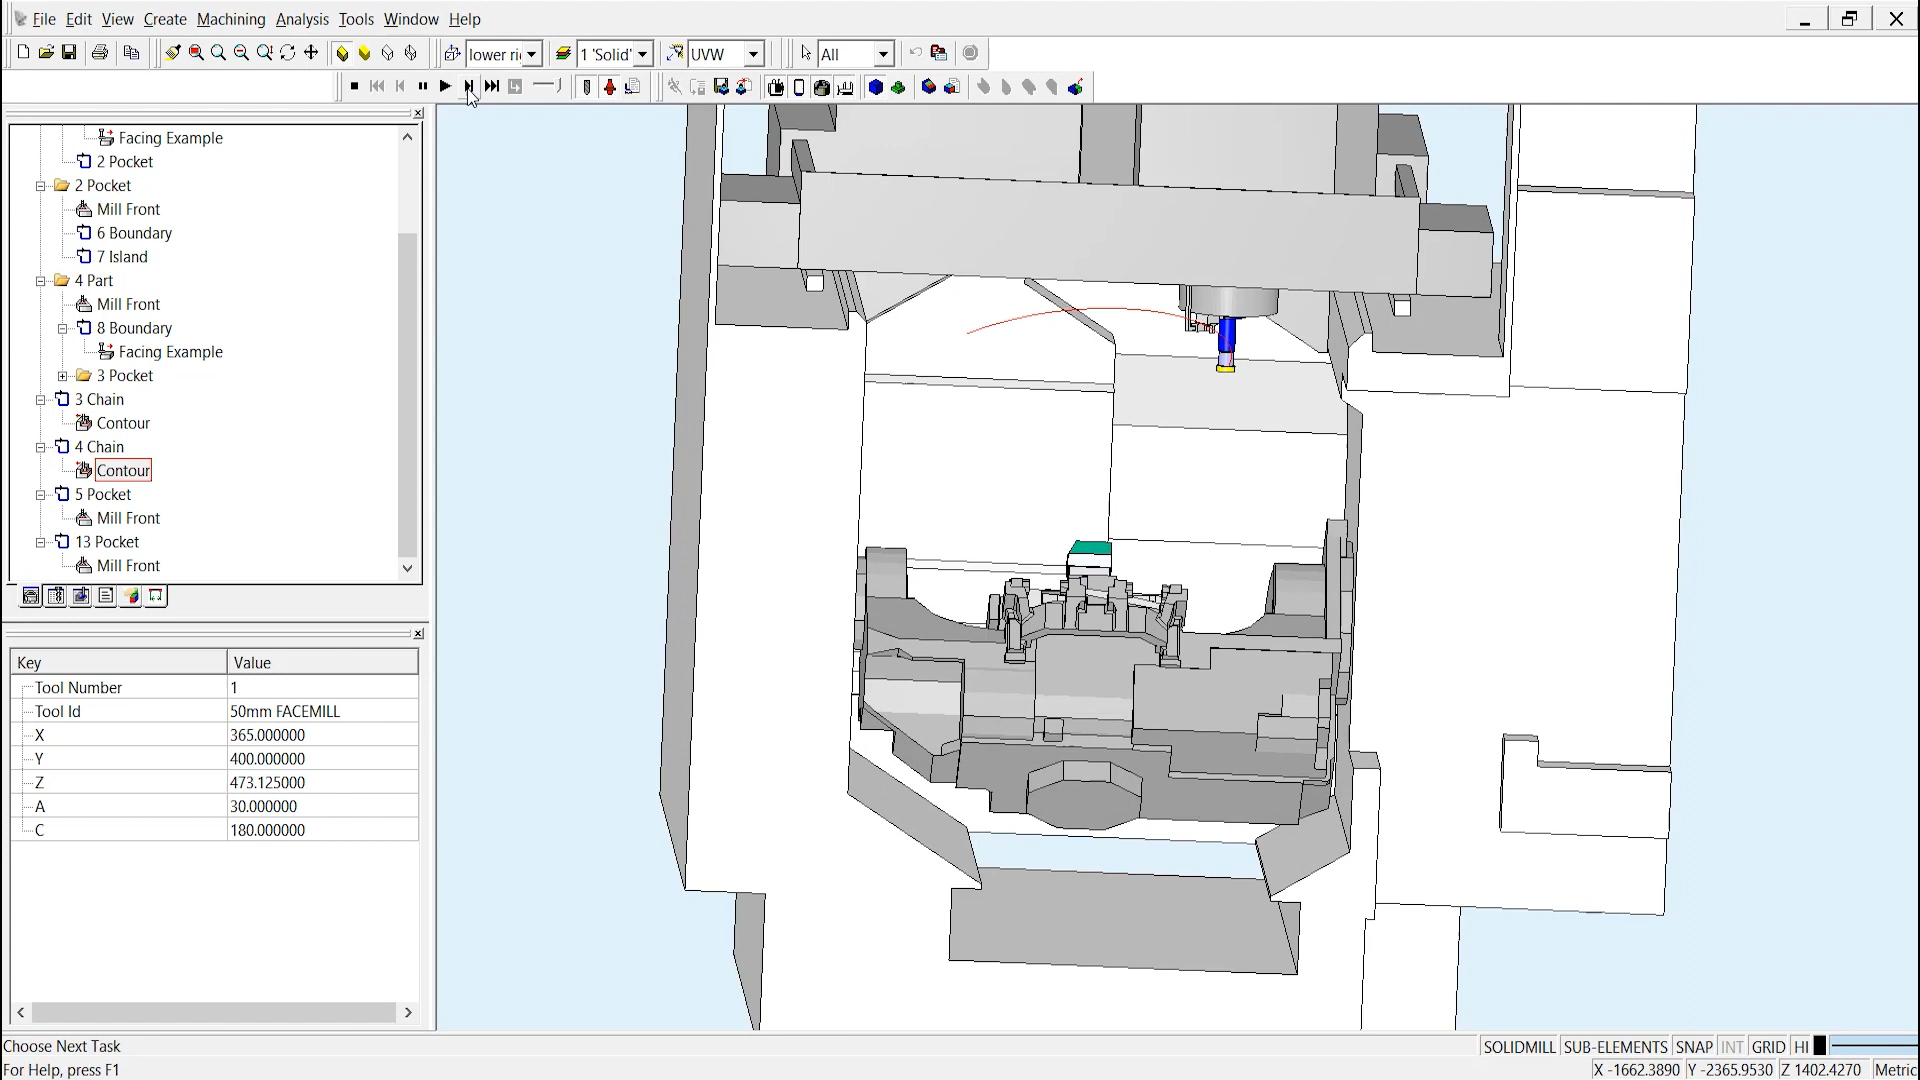 File Edit View Create Machining Analysis Tools Window Help
lower ri 1 'Solid' UVW All
Facing Example
2 Pocket
2 Pocket
Mill Front
6 Boundary
7 Island
4 Part
Mill Front
8 Boundary
Facing Example
3 Pocket
3 Chain
Contour
4 Chain
Contour
5 Pocket
Mill Front
13 Pocket
Mill Front
Key Value
Tool Number 1
Tool Id 50mm FACEMILL
X 365.000000
Y 400.000000
Z 473.125000
A 30.000000
C 180.000000
Choose Next Task SOLIDMILL SUB-ELEMENTS SNAP INT GRID HI
For Help, press F1 X -1662.3890 Y -2365.9530 Z 1402.4270 Metric